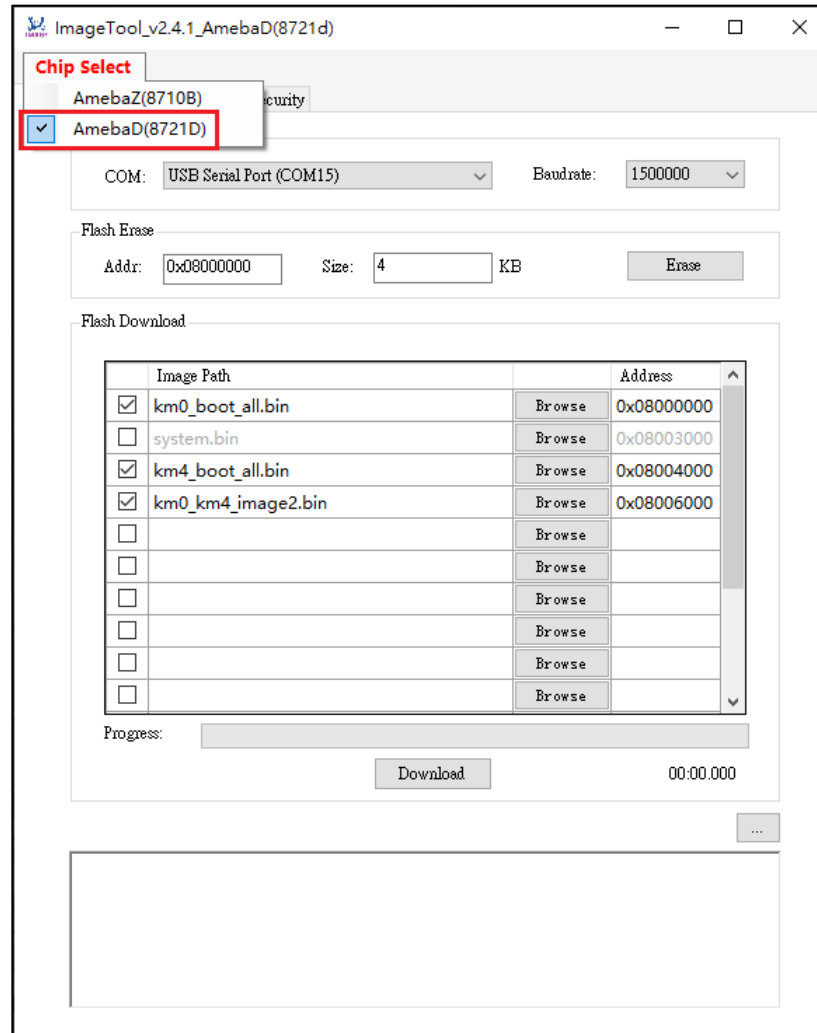 ImageTool_v2.4.1_AmebaD(8721d)
Chip Select
AmebaZ(8710B)
curity
AmebaD(8721D)
COM: USB Serial Port (COM15) Baudrate: 1500000
Flash Erase
Addr: 0x08000000 Size: 4 KB Erase
Flash Download
Image Path Address
km0_boot_all.bin Browse 0x08000000
system.bin Browse 0x08003000
km4_boot_all.bin Browse 0x08004000
km0_km4_image2.bin Browse 0x08006000
Browse
Browse
Browse
Browse
Browse
Browse
Progress:
Download 00:00.000
...